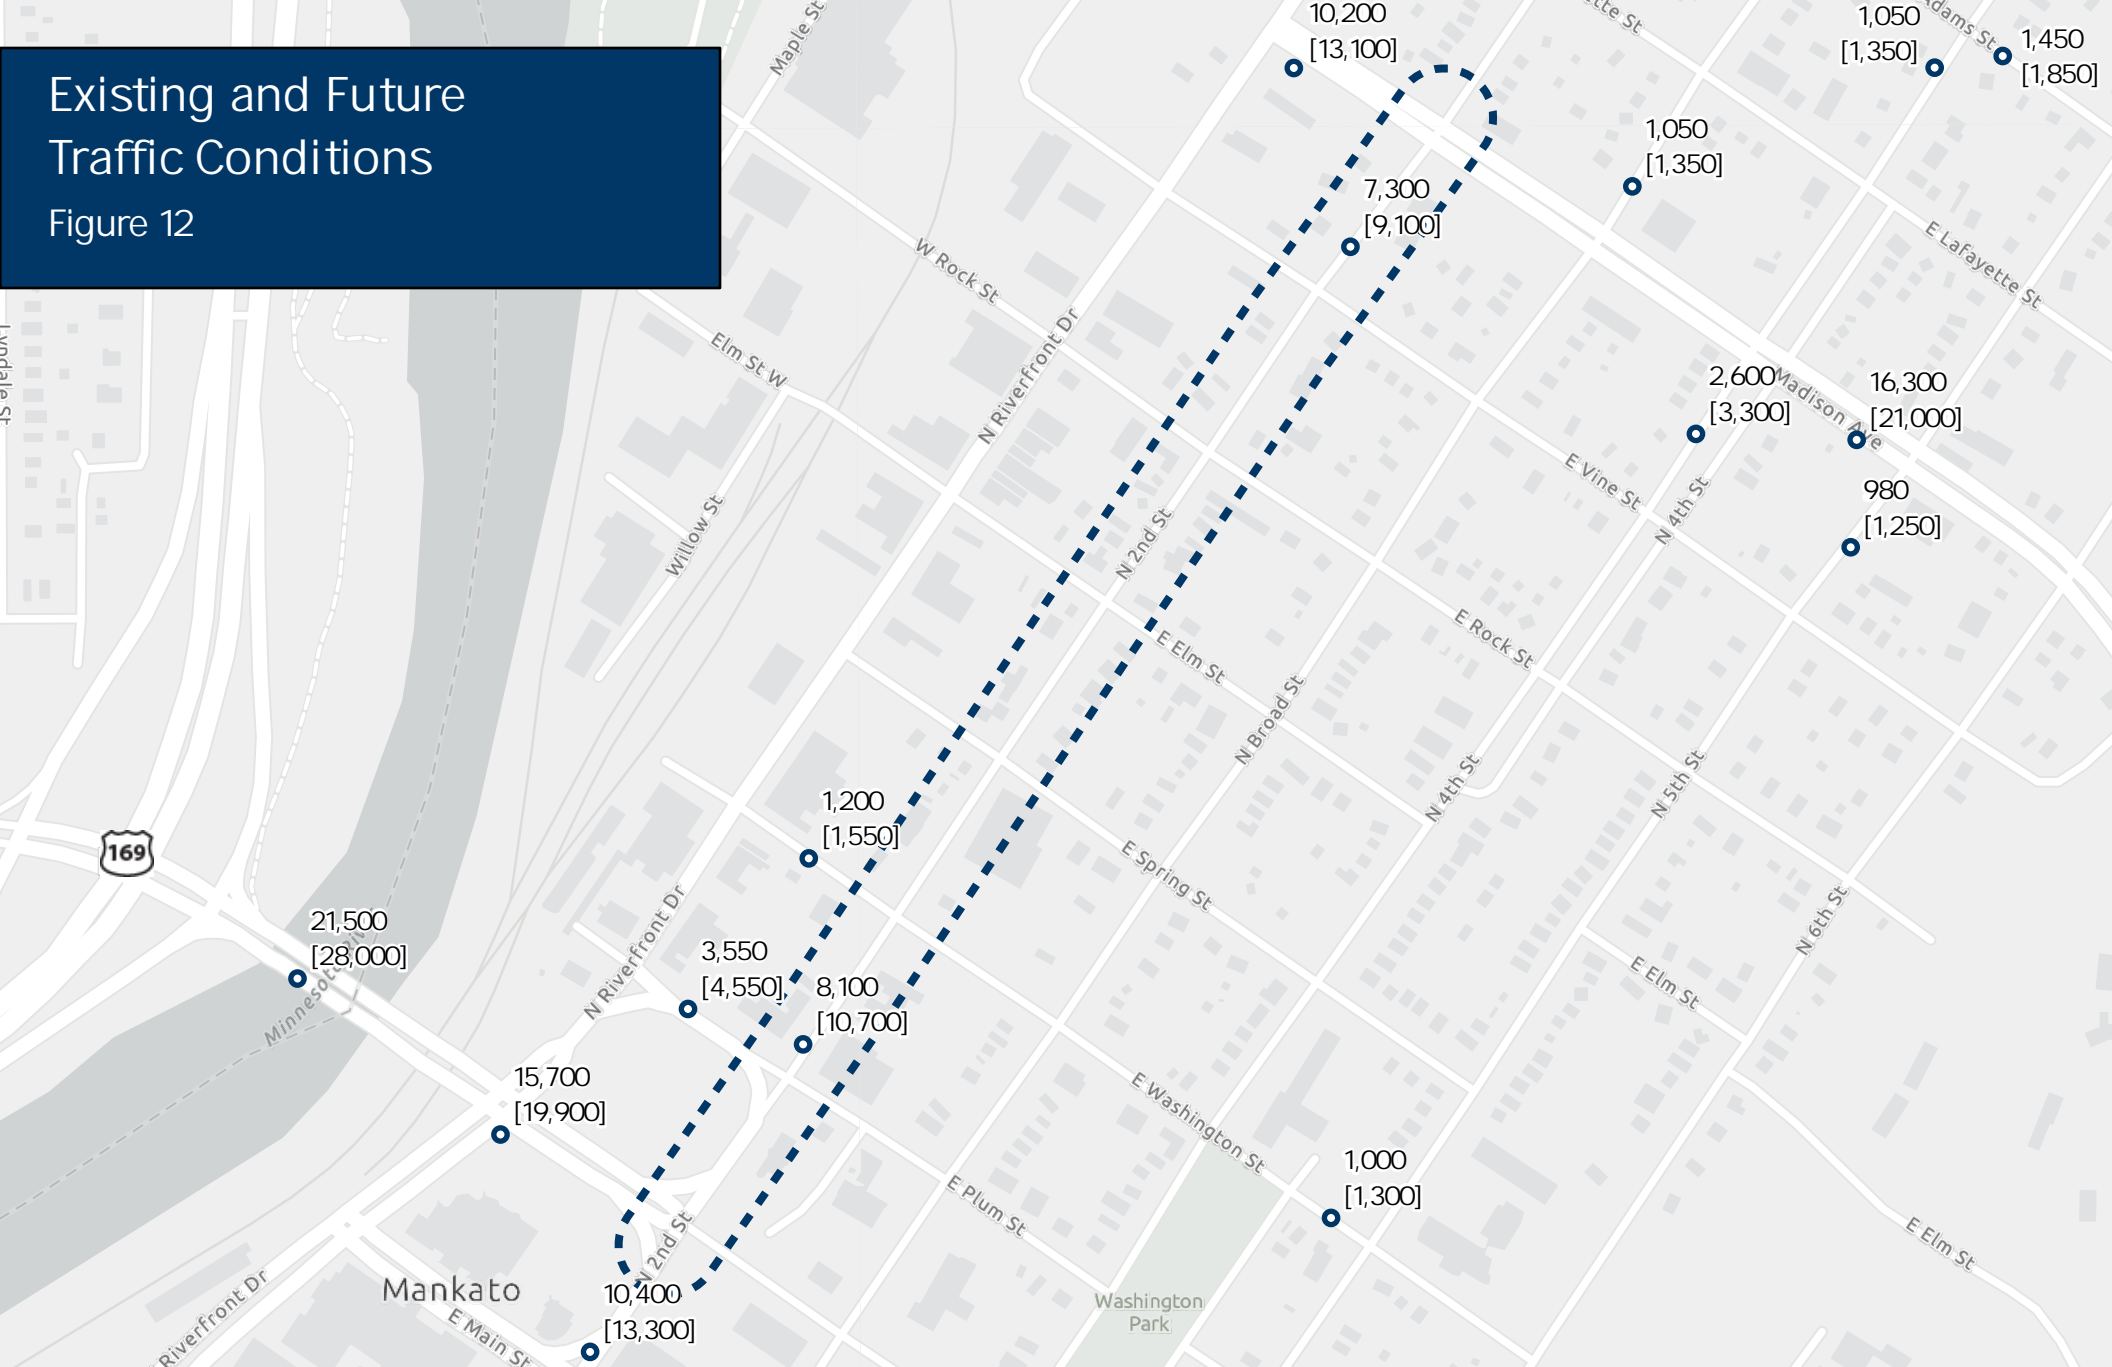 Existing and Future
Traffic Conditions
Figure 12
10,200
[13,100]
1,050
[1,350]
Adams St
1,450
[1,850]
Maple St
1,050
[1,350]
7,300
[9,100]
E Lafayette St
W Rock St
Elm St W
N Riverfront Dr
2,600
[3,300]
Madison Ave
16,300
[21,000]
Lyndale St
E Vine St
N 4th St
980
[1,250]
Willow St
N 2nd St
E Rock St
E Elm St
N Broad St
N 4th St
N 5th St
1,200
[1,550]
E Spring St
169
21,500
[28,000]
Minnesota
N Riverfront Dr
3,550
[4,550]
8,100
[10,700]
N 6th St
E Elm St
15,700
[19,900]
E Washington St
1,000
[1,300]
E Plum St
N 2nd St
E Elm St
Mankato
10,400
[13,300]
Washington
Park
Riverfront Dr
E Main St